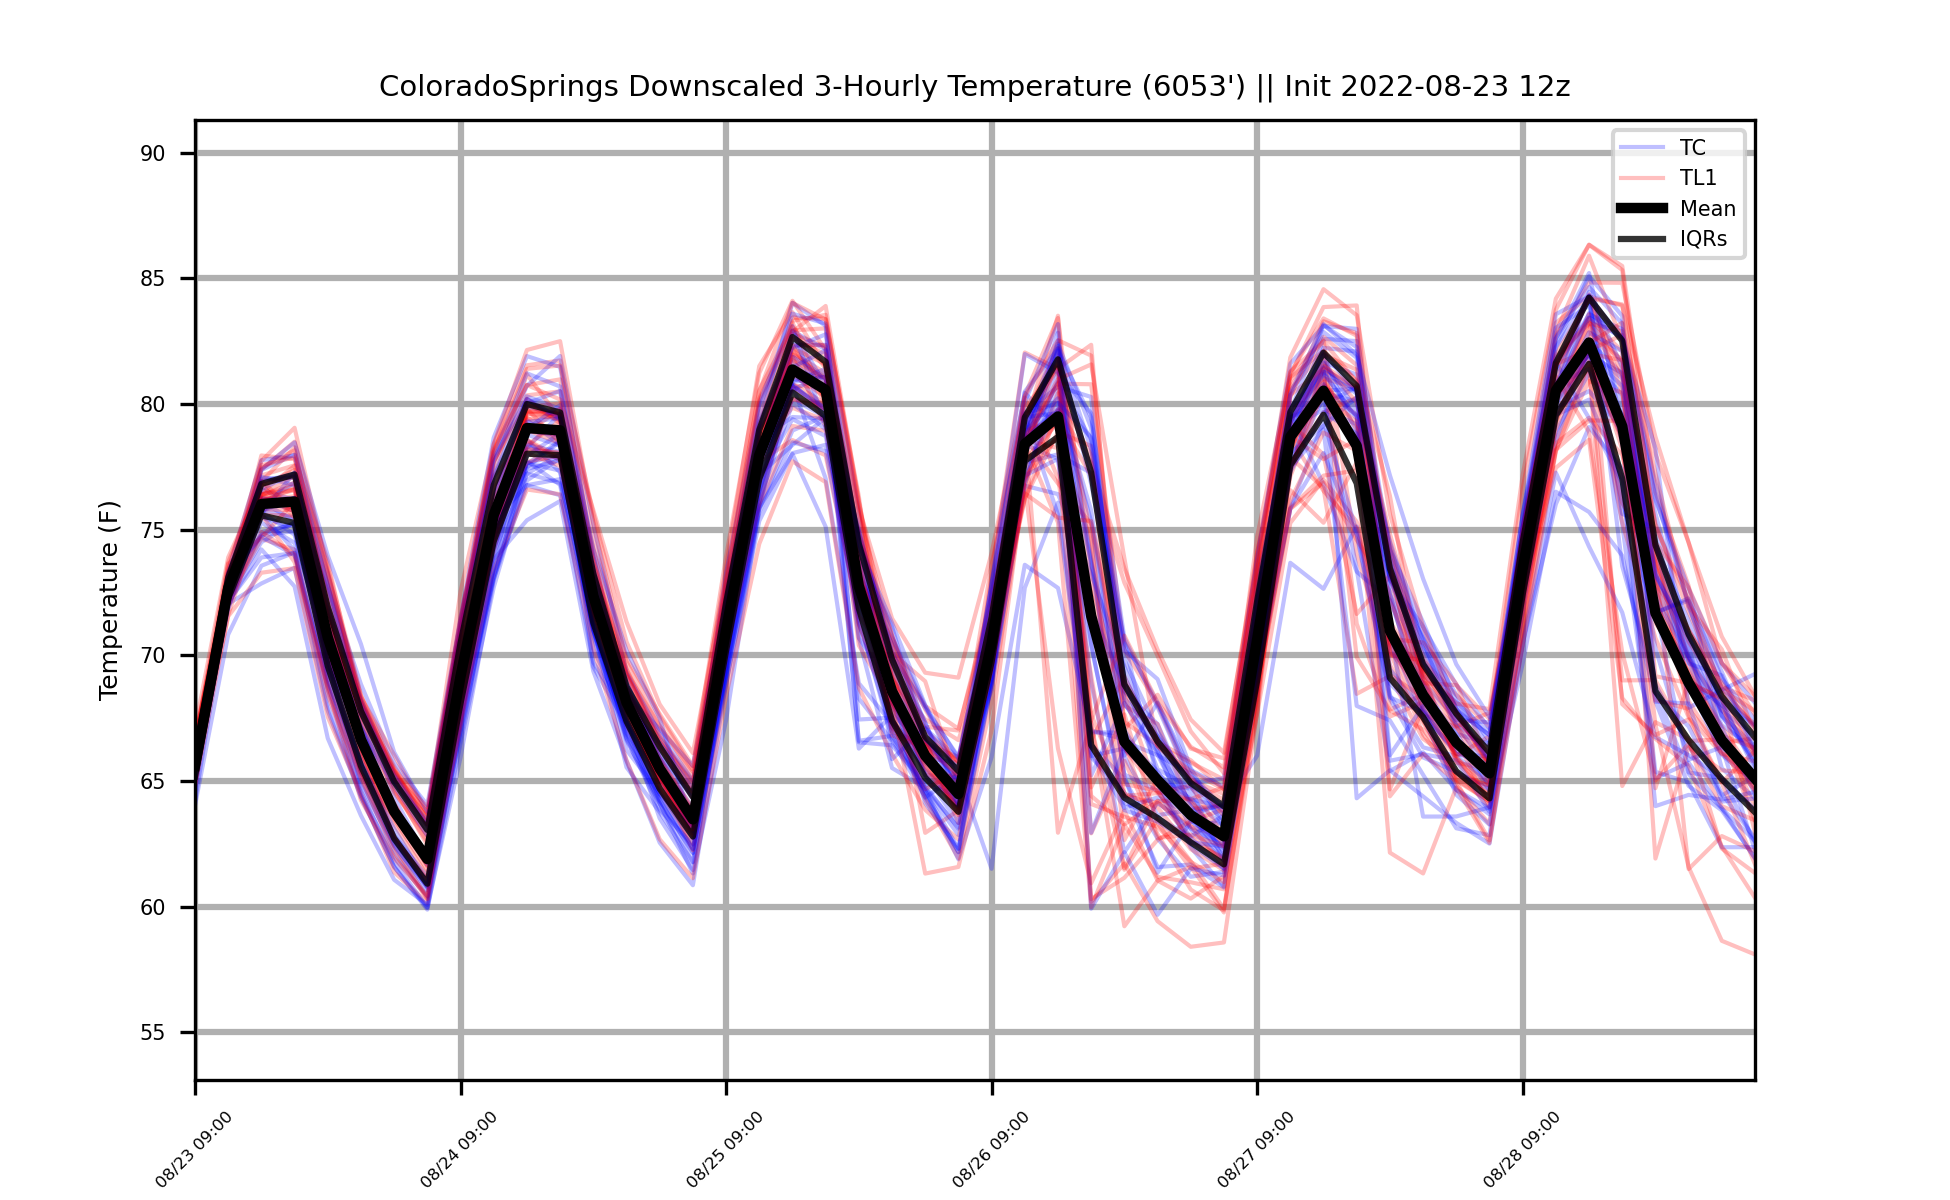 ColoradoSprings Downscaled 3-Hourly Temperature (6053') || Init 2022-08-23 12z
TC
TL1
Mean
IQRs
Temperature (F)
90
85
80
75
70
65
60
55
08/23 09:00
08/24 09:00
08/25 09:00
08/26 09:00
08/27 09:00
08/28 09:00